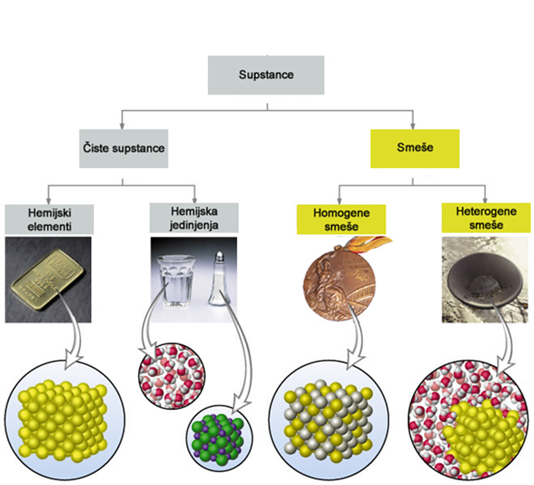 Supstance
Čiste supstance
Smeše
Hemijski
elementi
Hemijska
jedinjenja
Homogene
smeše
Heterogene
smeše